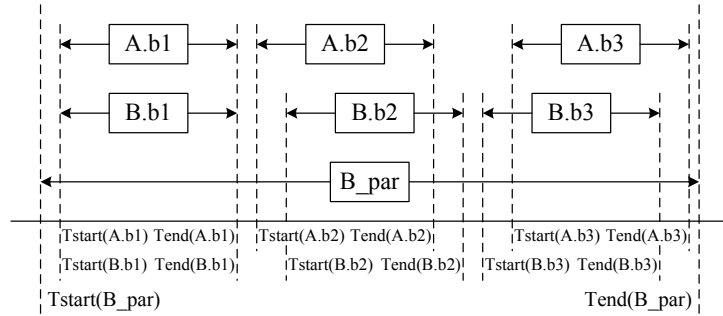 A.b1 A.b2 A.b3
B.b1 B.b2 B.b3
B_par
Tstart(A.b1) Tend(A.b1) Tstart(A.b2) Tend(A.b2) Tstart(A.b3) Tend(A.b3)
Tstart(B.b1) Tend(B.b1) Tstart(B.b2) Tend(B.b2) Tstart(B.b3) Tend(B.b3)
Tstart(B_par) Tend(B_par)